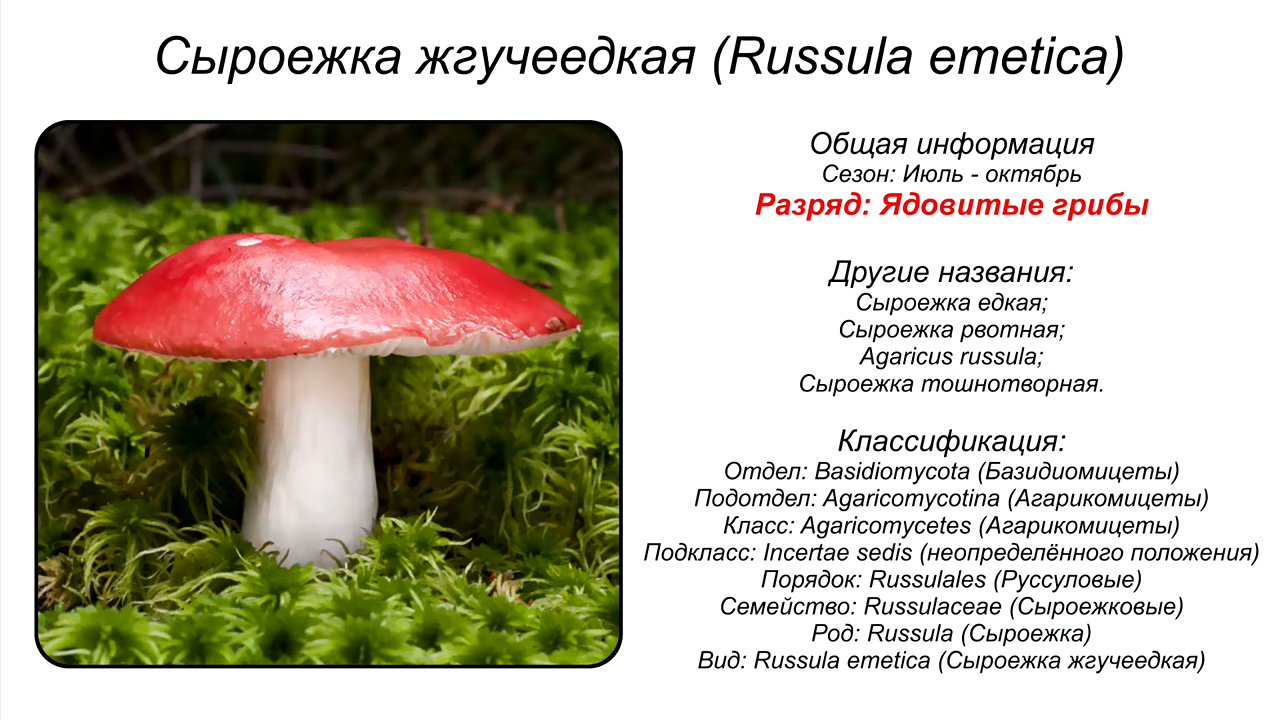 Сыроежка жгучеедкая (Russula emetica)
Общая информация
Сезон: Июль - октябрь
Разряд: Ядовитые грибы
Другие названия:
Сыроежка едкая;
Сыроежка рвотная;
Agaricus russula;
Сыроежка тошнотворная.
Классификация:
Отдел: Basidiomycota (Базидиомицеты)
Подотдел: Agaricomycotina (Агарикомицеты)
Класс: Agaricomycetes (Агарикомицеты)
Подкласс: Incertae sedis (неопределённого положения)
Порядок: Russulales (Руссуловые)
Семейство: Russulaceae (Сыроежковые)
Род: Russula (Сыроежка)
Вид: Russula emetica (Сыроежка жгучеедкая)